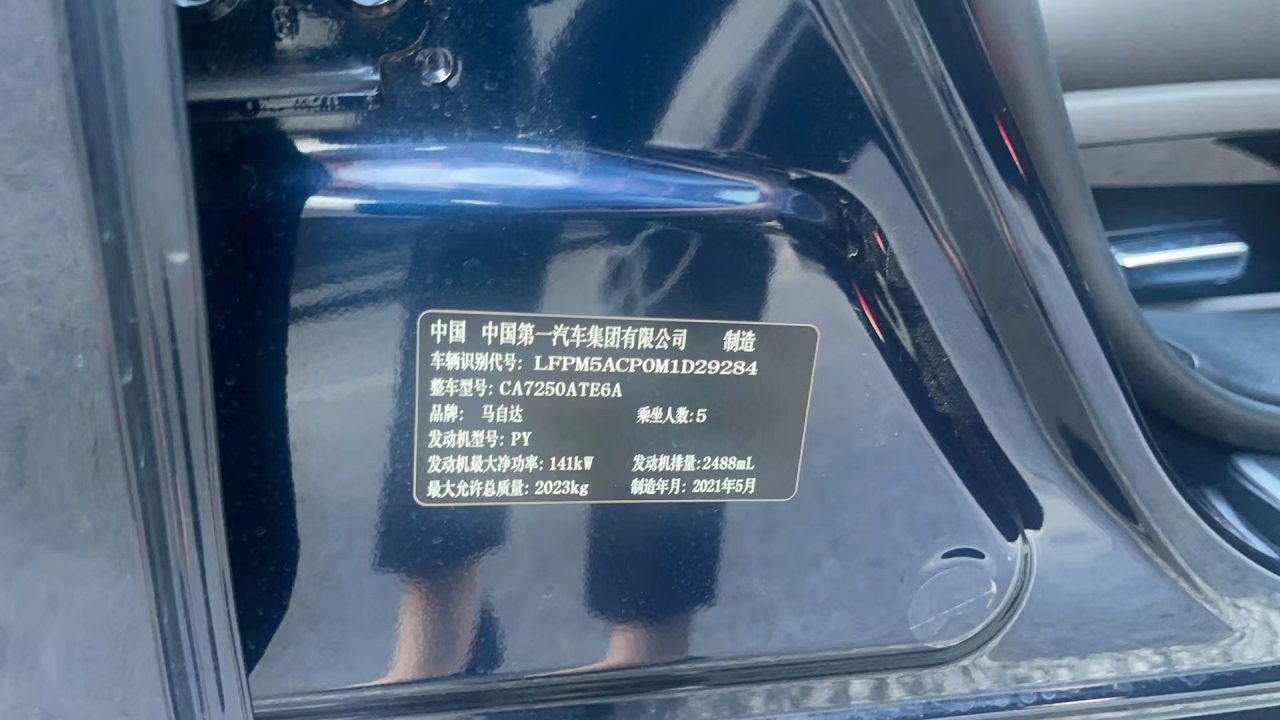 中国 中国第一汽车集团有限公司 制造
车辆识别代号: LFPM5ACP0M1D29284
整车型号: CA7250ATE6A
品牌: 马自达 乘坐人数: 5
发动机型号: PY
发动机最大净功率: 141kW 发动机排量: 2488mL
最大允许总质量: 2023kg 制造年月: 2021年5月